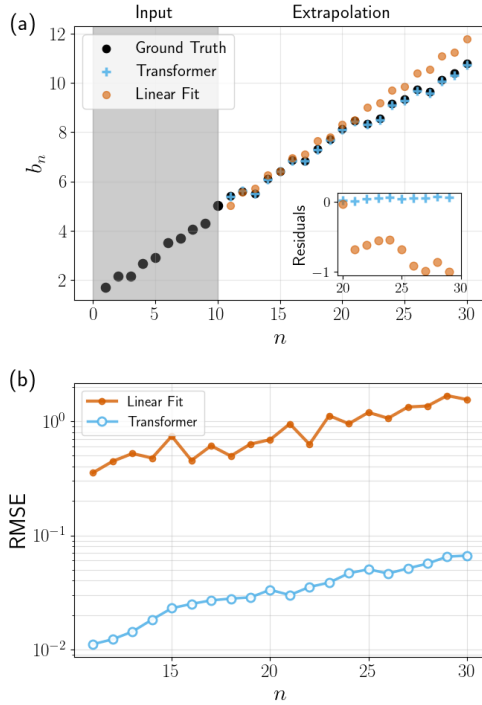 Input Extrapolation
(a)
Ground Truth
Transformer
Linear Fit
12
10
8
6
4
2
b_n
0 5 10 15 20 25 30
n
Residuals
0
−1
20 25 30
(b)
Linear Fit
Transformer
10^0
10^−1
10^−2
RMSE
15 20 25 30
n